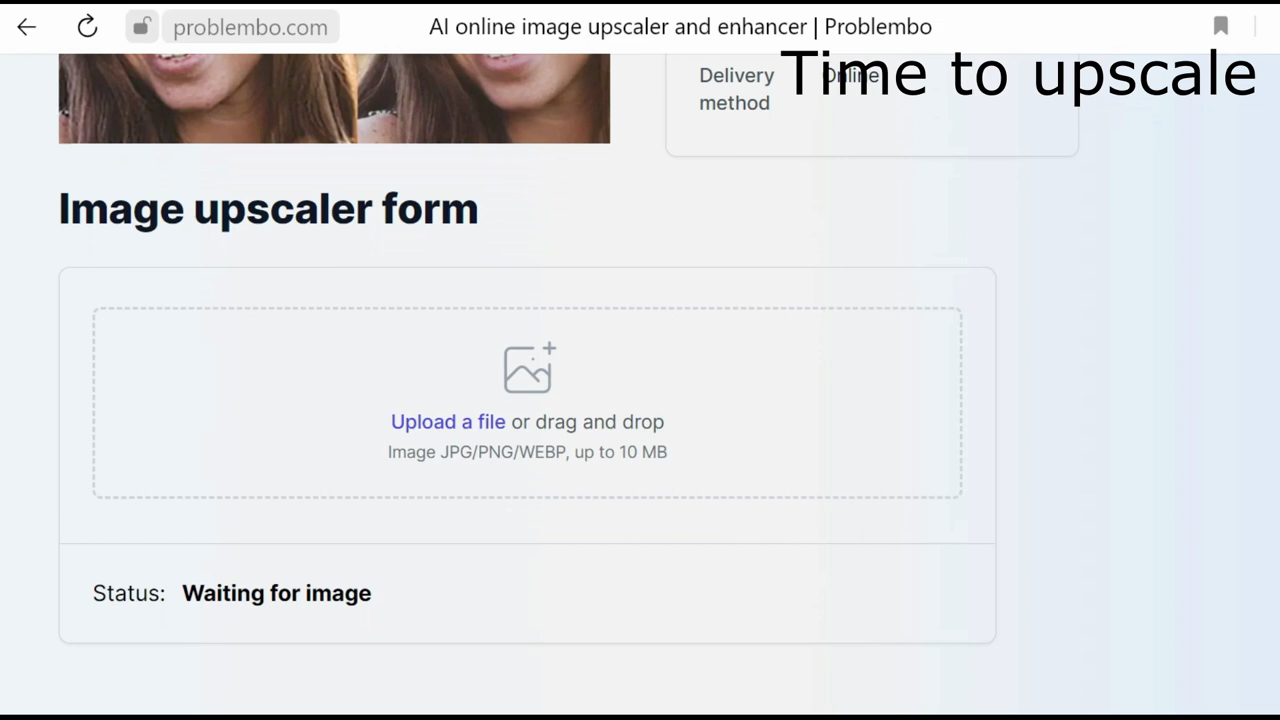 problembo.com
AI online image upscaler and enhancer | Problembo
Time to upscale
Delivery method
Online
Image upscaler form
Upload a file or drag and drop
Image JPG/PNG/WEBP, up to 10 MB
Status: Waiting for image